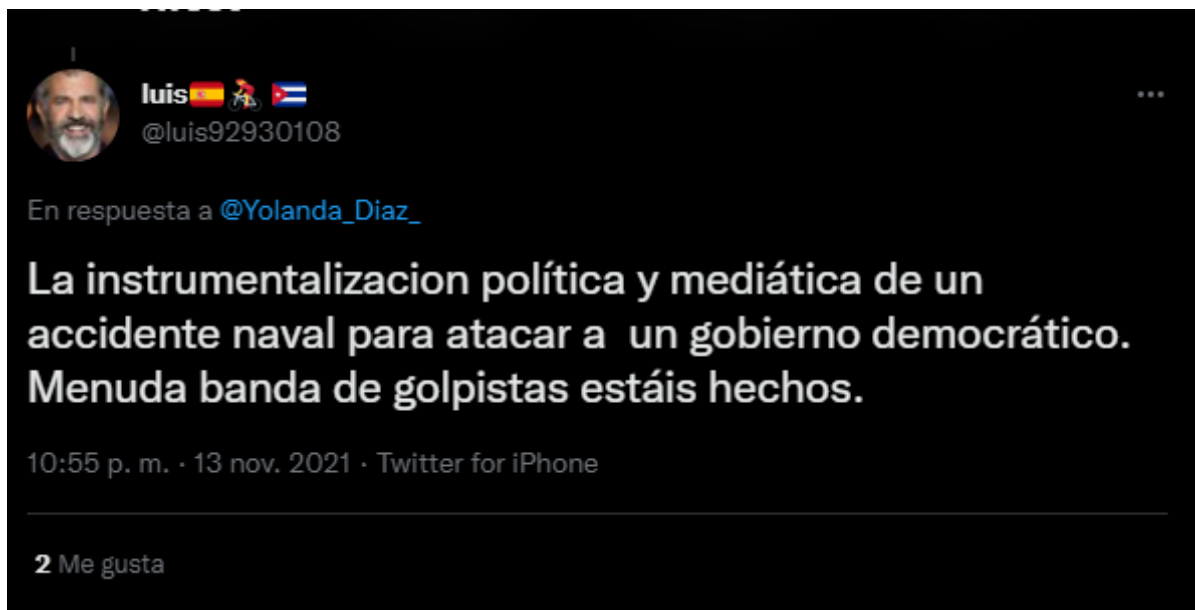 luis🇪🇸🚴🇨🇺
@luis92930108
En respuesta a @Yolanda_Diaz_
La instrumentalizacion política y mediática de un
accidente naval para atacar a  un gobierno democrático.
Menuda banda de golpistas estáis hechos.
10:55 p. m. · 13 nov. 2021 · Twitter for iPhone
2 Me gusta